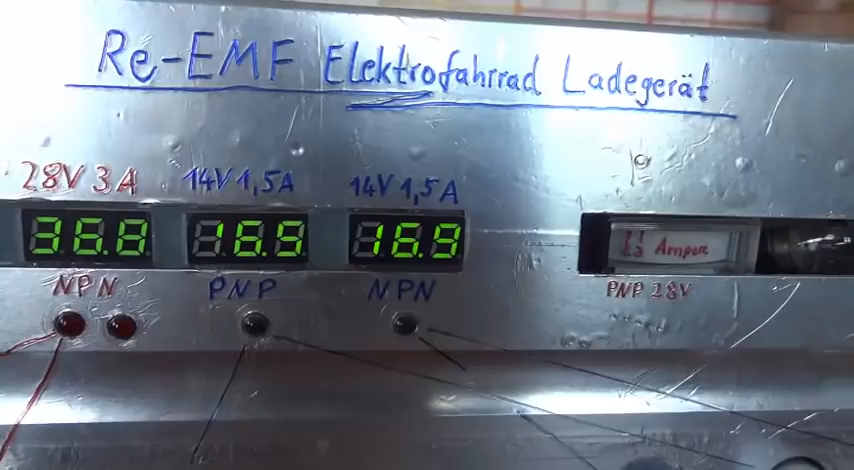 Re-EMF Elektrofahrrad Ladegerät
28V 3A 14V 1,5A 14V 1,5A
36.8 16.9 16.9
Ampere
NPN PNP NPN PNP 28V